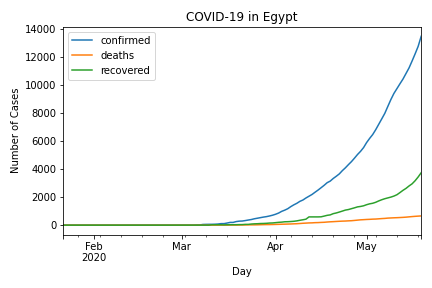 COVID-19 in Egypt
confirmed
deaths
recovered
Number of Cases
14000
12000
10000
8000
6000
4000
2000
0
Feb
2020
Mar
Apr
May
Day